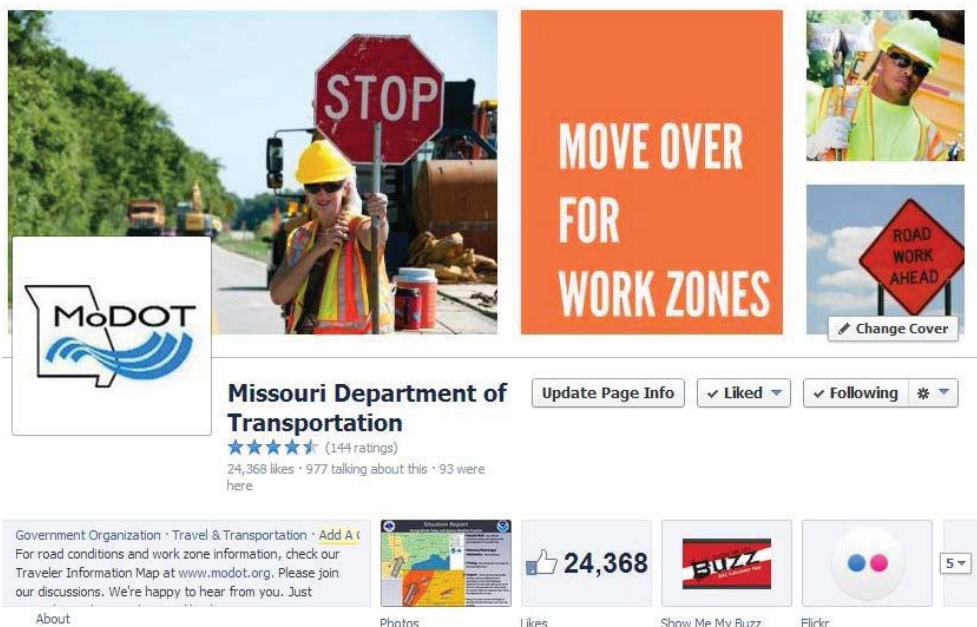 STOP
MOVE OVER
FOR
WORK ZONES
ROAD
WORK
AHEAD
Change Cover
MoDOT
Missouri Department of
Transportation
(144 ratings)
24,368 likes · 977 talking about this · 93 were
here
Update Page Info
Liked
Following
Government Organization · Travel & Transportation · Add A
For road conditions and work zone information, check our
Traveler Information Map at www.modot.org. Please join
our discussions. We're happy to hear from you. Just
About
Situation Report
Photos
24,368
Likes
BUZZ
Show Me My Buzz
Flickr
5